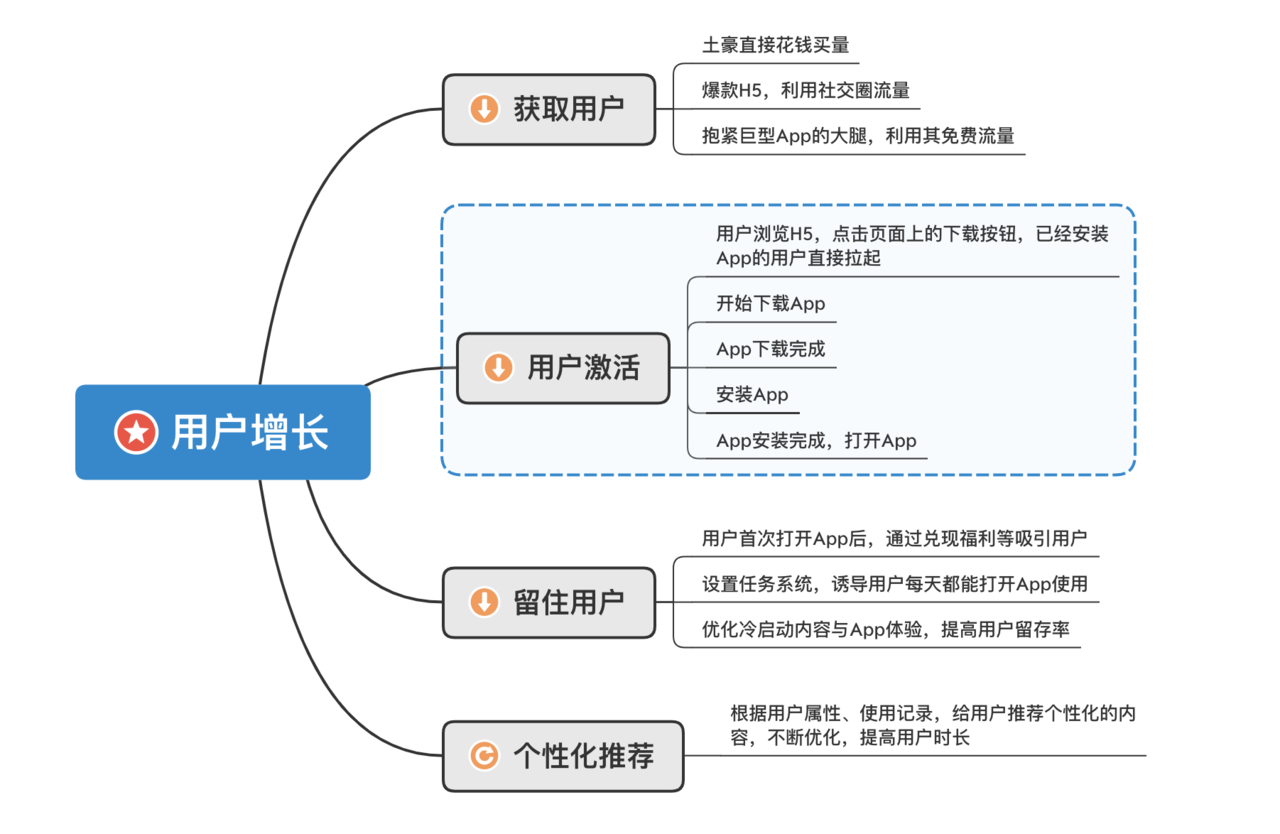 土豪直接花钱买量
获取用户
爆款H5，利用社交圈流量
抱紧巨型App的大腿，利用其免费流量
用户浏览H5，点击页面上的下载按钮，已经安装
App的用户直接拉起
开始下载App
用户激活
App下载完成
安装App
App安装完成，打开App
用户增长
用户首次打开App后，通过兑现福利等吸引用户
留住用户
设置任务系统，诱导用户每天都能打开App使用
优化冷启动内容与App体验，提高用户留存率
个性化推荐
根据用户属性、使用记录，给用户推荐个性化的内
容，不断优化，提高用户时长